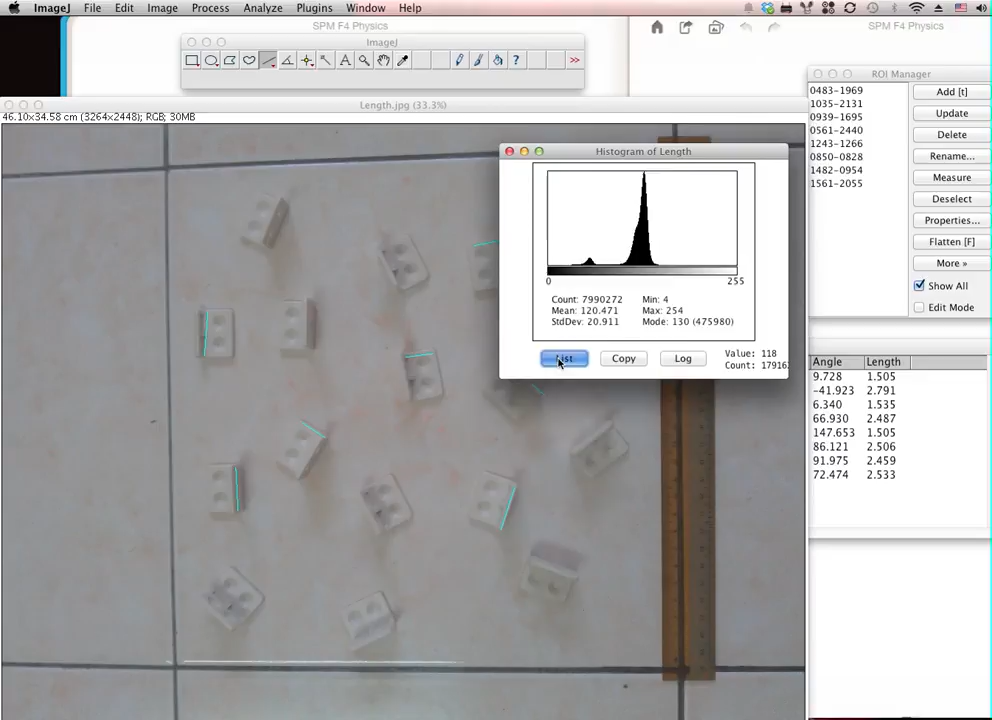 ImageJ File Edit Image Process Analyze Plugins Window Help
SPM F4 Physics
SPM F4 Physics
ImageJ
A
?
>>
ROI Manager
0483-1969
1035-2131
0939-1695
0561-2440
1243-1266
0850-0828
1482-0954
1561-2055
Add [t]
Update
Delete
Rename...
Measure
Deselect
Properties...
Flatten [F]
More »
Show All
Edit Mode
Length.jpg (33.3%)
46.10x34.58 cm (3264x2448); RGB; 30MB
Histogram of Length
0 255
Count: 7990272 Min: 4
Mean: 120.471 Max: 254
StdDev: 20.911 Mode: 130 (475980)
List Copy Log
Value: 118
Count: 17916
Angle Length
9.728 1.505
-41.923 2.791
6.340 1.535
66.930 2.487
147.653 1.505
86.121 2.506
91.975 2.459
72.474 2.533